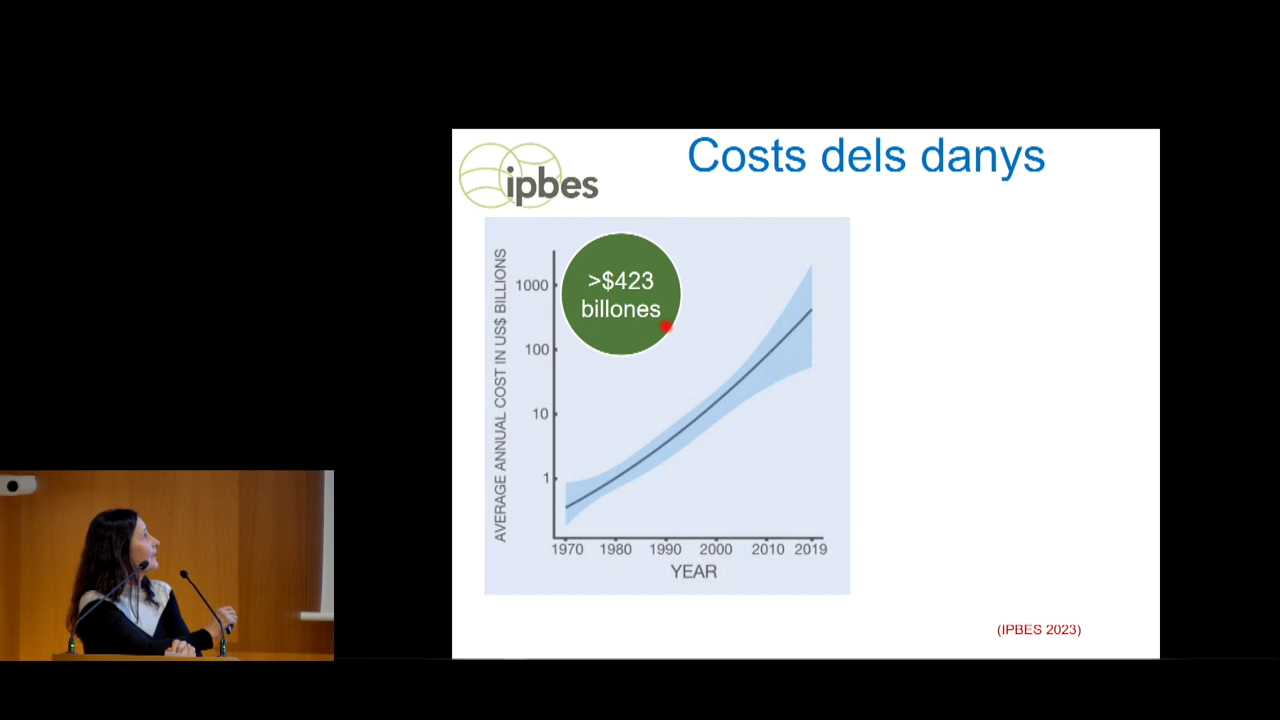 ipbes
Costs dels danys
AVERAGE ANNUAL COST IN US$ BILLIONS
>$423
billones
1000
100
10
1
1970 1980 1990 2000 2010 2019
YEAR
(IPBES 2023)